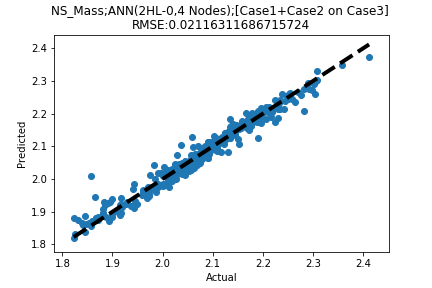 NS_Mass;ANN(2HL-0,4 Nodes);[Case1+Case2 on Case3]
RMSE:0.02116311686715724
2.4
2.3
2.2
2.1
2.0
1.9
1.8
Predicted
1.8 1.9 2.0 2.1 2.2 2.3 2.4
Actual